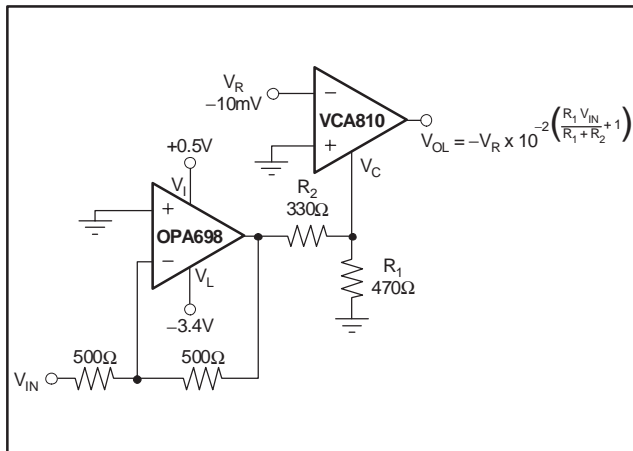 V_R
−10mV
−
VCA810
+
V_C
V_OL = −V_R x 10^−2(R_1 V_IN / R_1 + R_2 + 1)
+0.5V
V_I
+
OPA698
−
V_L
−3.4V
R_2
330Ω
R_1
470Ω
500Ω
500Ω
V_IN